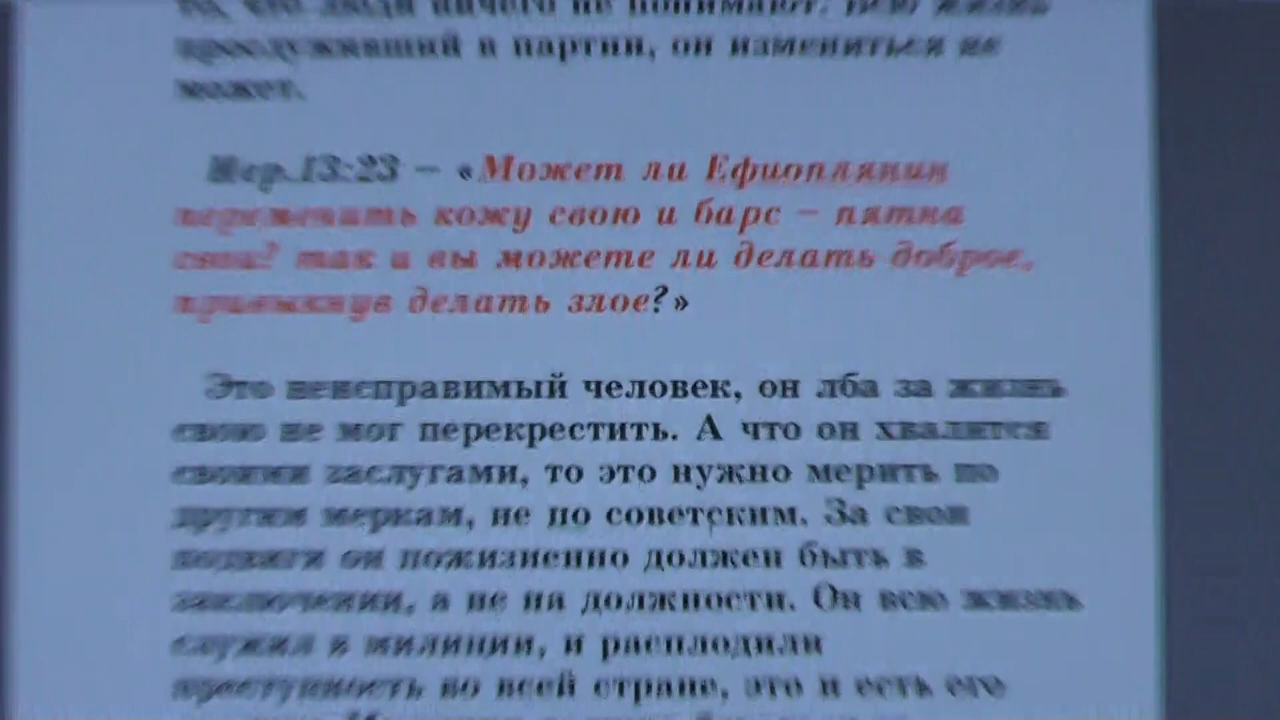 то, что люди ничего не понимают. Всю жизнь
прослуживший в партии, он измениться не
может.
Иер.13:23 – «Может ли Ефиоплянин
переменить кожу свою и барс – пятна
свои? так и вы можете ли делать доброе,
привыкнув делать злое?»
Это неисправимый человек, он лба за жизнь
свою не мог перекрестить. А что он хвалится
своими заслугами, то это нужно мерить по
другим меркам, не по советским. За свои
подвиги он пожизненно должен быть в
заключении, а не на должности. Он всю жизнь
служил в милиции, и расплодили
преступность во всей стране, это и есть его